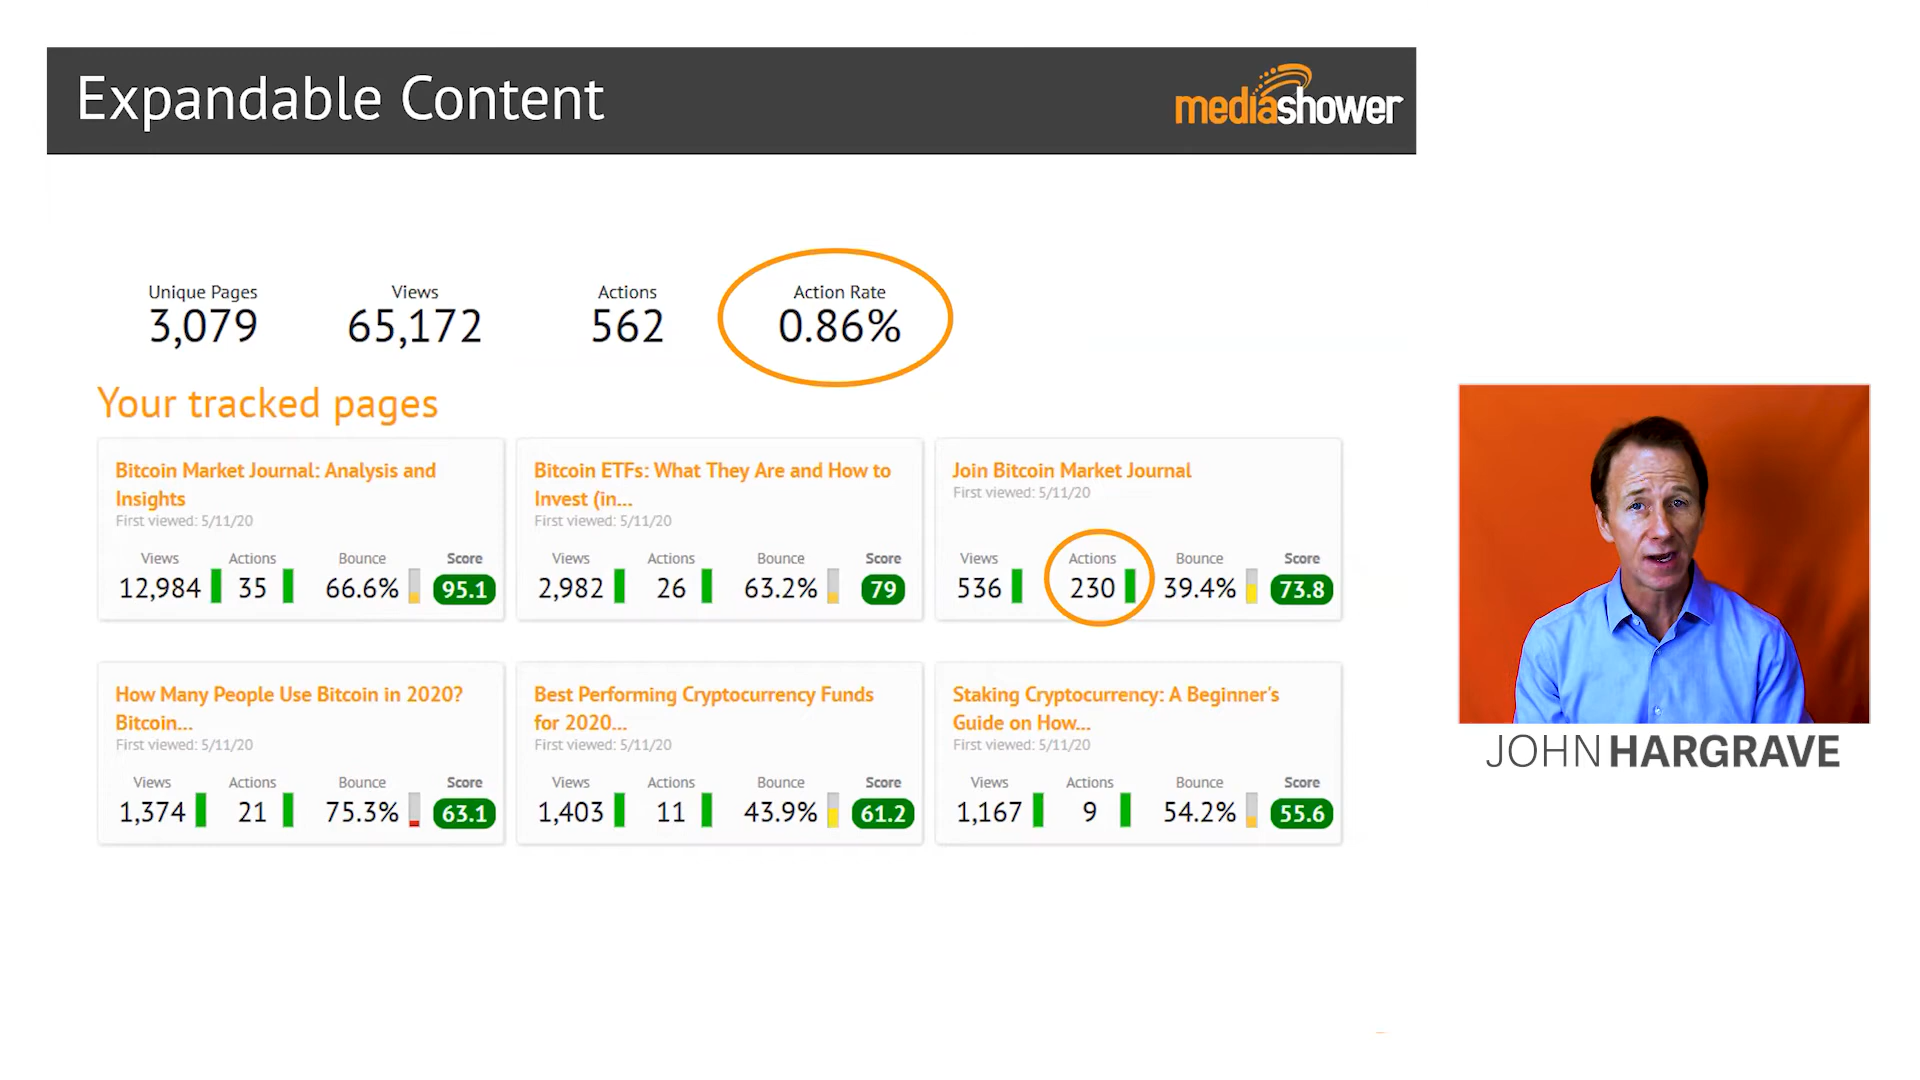 Expandable Content
mediashower
Unique Pages Views Actions Action Rate
3,079 65,172 562 0.86%
Your tracked pages
Bitcoin Market Journal: Analysis and
Insights
First viewed: 5/11/20
Views Actions Bounce Score
12,984 35 66.6% 95.1
Bitcoin ETFs: What They Are and How to
Invest (in...
First viewed: 5/11/20
Views Actions Bounce Score
2,982 26 63.2% 79
Join Bitcoin Market Journal
First viewed: 5/11/20
Views Actions Bounce Score
536 230 39.4% 73.8
How Many People Use Bitcoin in 2020?
Bitcoin...
First viewed: 5/11/20
Views Actions Bounce Score
1,374 21 75.3% 63.1
Best Performing Cryptocurrency Funds
for 2020...
First viewed: 5/11/20
Views Actions Bounce Score
1,403 11 43.9% 61.2
Staking Cryptocurrency: A Beginner's
Guide on How...
First viewed: 5/11/20
Views Actions Bounce Score
1,167 9 54.2% 55.6
JOHN HARGRAVE